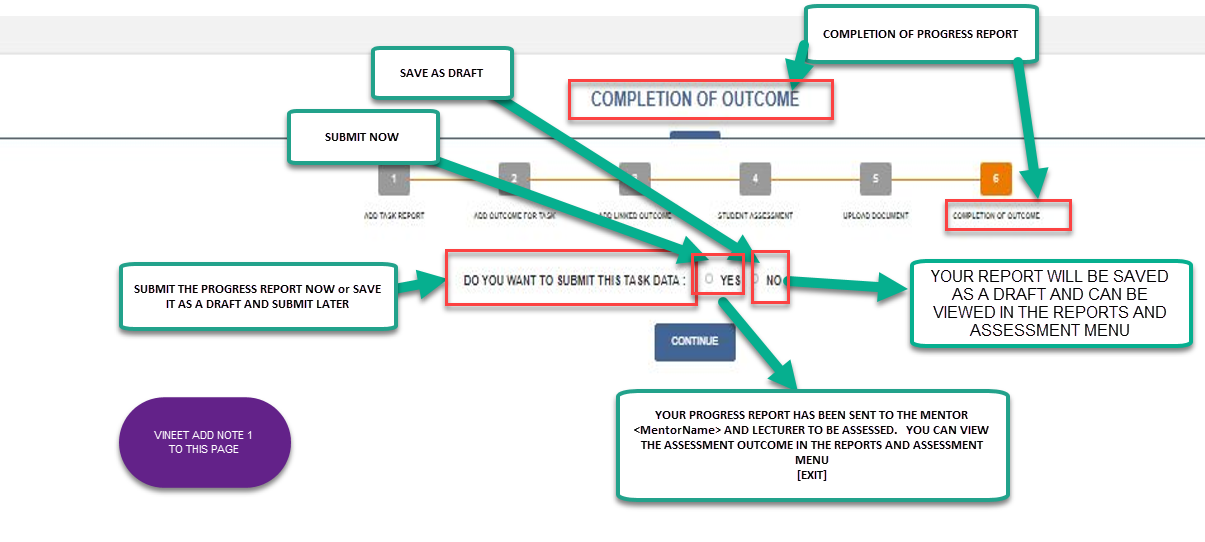 COMPLETION OF PROGRESS REPORT
SAVE AS DRAFT
COMPLETION OF OUTCOME
SUBMIT NOW
1
2
3
4
5
6
ADD TASK REPORT
ADD OUTCOME FOR TASK
ADD LINKED OUTCOME
STUDENT ASSESSMENT
UPLOAD DOCUMENT
COMPLETION OF OUTCOME
SUBMIT THE PROGRESS REPORT NOW or SAVE
IT AS A DRAFT AND SUBMIT LATER
DO YOU WANT TO SUBMIT THIS TASK DATA :
YES
NO
YOUR REPORT WILL BE SAVED
AS A DRAFT AND CAN BE
VIEWED IN THE REPORTS AND
ASSESSMENT MENU
CONTINUE
VINEET ADD NOTE 1
TO THIS PAGE
YOUR PROGRESS REPORT HAS BEEN SENT TO THE MENTOR
<MentorName> AND LECTURER TO BE ASSESSED. YOU CAN VIEW
THE ASSESSMENT OUTCOME IN THE REPORTS AND ASSESSMENT
MENU
[EXIT]